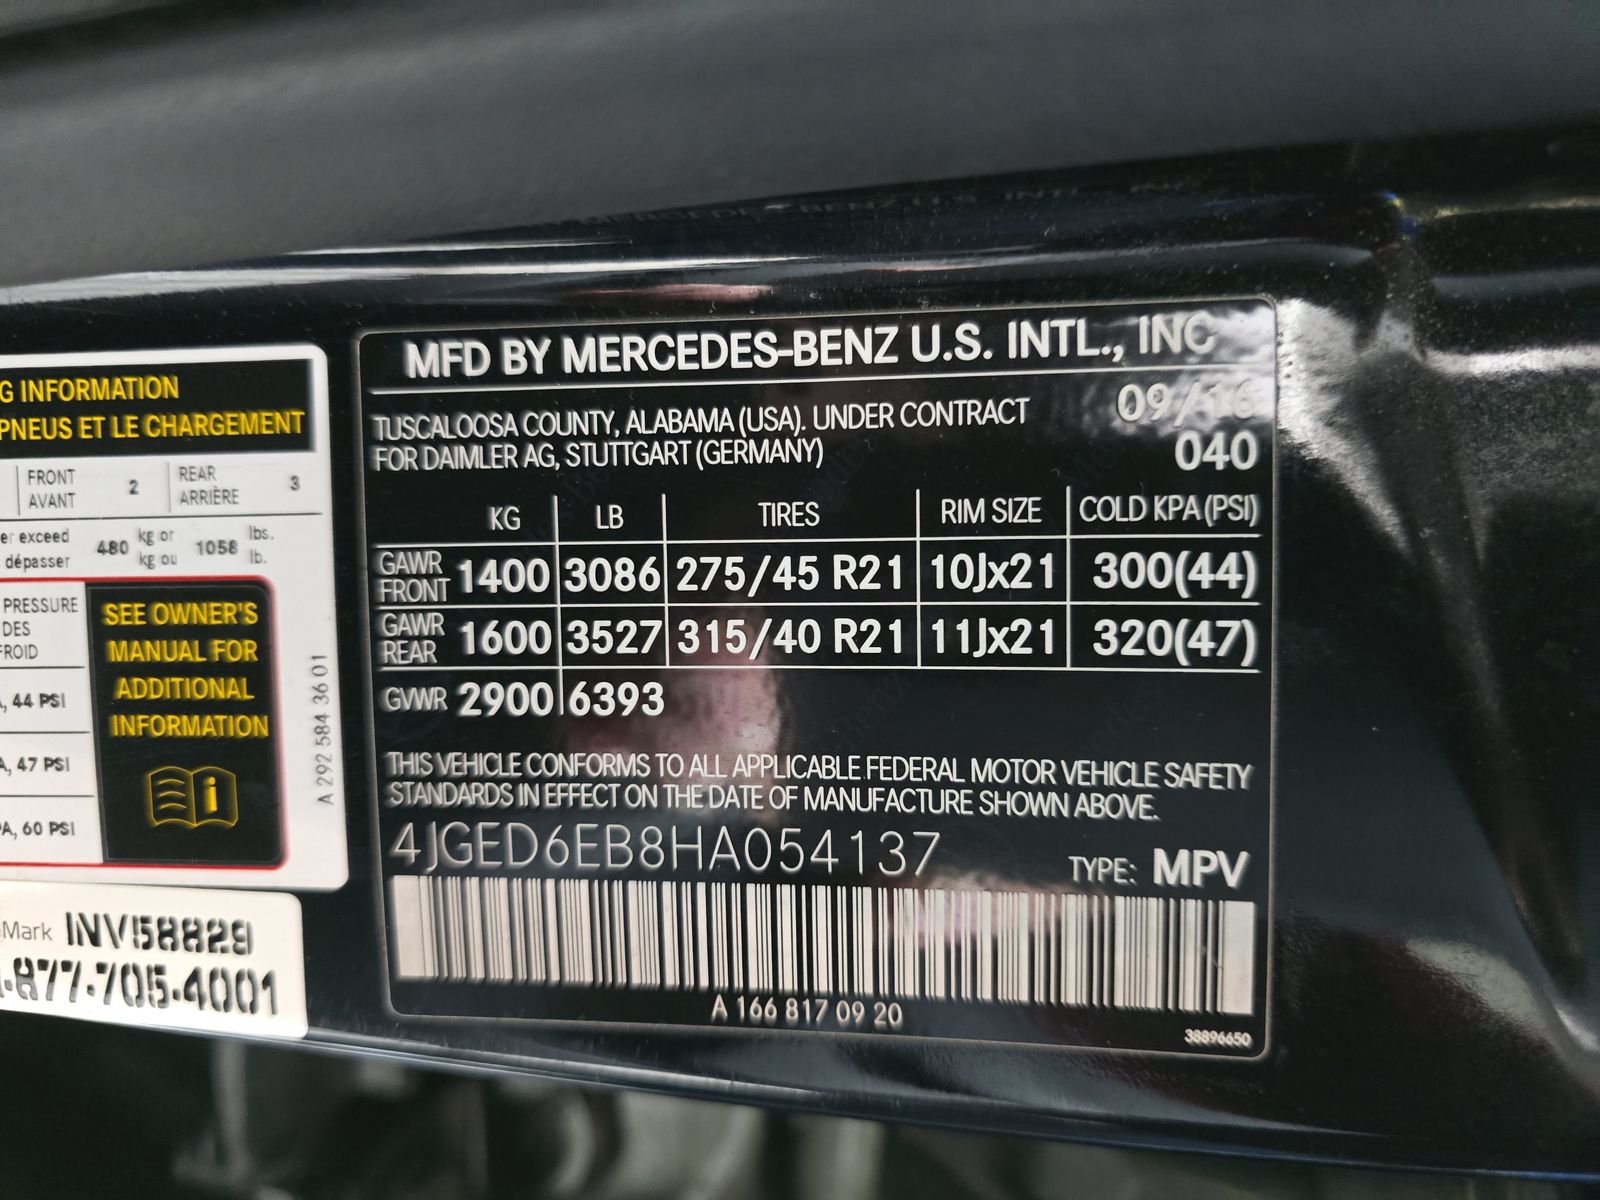 G INFORMATION
PNEUS ET LE CHARGEMENT
FRONT
AVANT
2
REAR
ARRIÈRE
3
er exceed
dépasser
480
kg or
kg ou
1058
lbs.
lb.
PRESSURE
DES
FROID
, 44 PSI
A, 47 PSI
PA, 60 PSI
SEE OWNER'S
MANUAL FOR
ADDITIONAL
INFORMATION
A 292 584 36 01
Mark INV58829
-877-705-4001
MFD BY MERCEDES-BENZ U.S. INTL., INC
09/16
TUSCALOOSA COUNTY, ALABAMA (USA). UNDER CONTRACT
FOR DAIMLER AG, STUTTGART (GERMANY)
040
KG LB TIRES RIM SIZE COLD KPA (PSI)
GAWR
FRONT
1400 3086 275/45 R21 10Jx21 300(44)
GAWR
REAR
1600 3527 315/40 R21 11Jx21 320(47)
GVWR 2900 6393
THIS VEHICLE CONFORMS TO ALL APPLICABLE FEDERAL MOTOR VEHICLE SAFETY
STANDARDS IN EFFECT ON THE DATE OF MANUFACTURE SHOWN ABOVE.
4JGED6EB8HA054137
TYPE: MPV
A 166 817 09 20
38896650